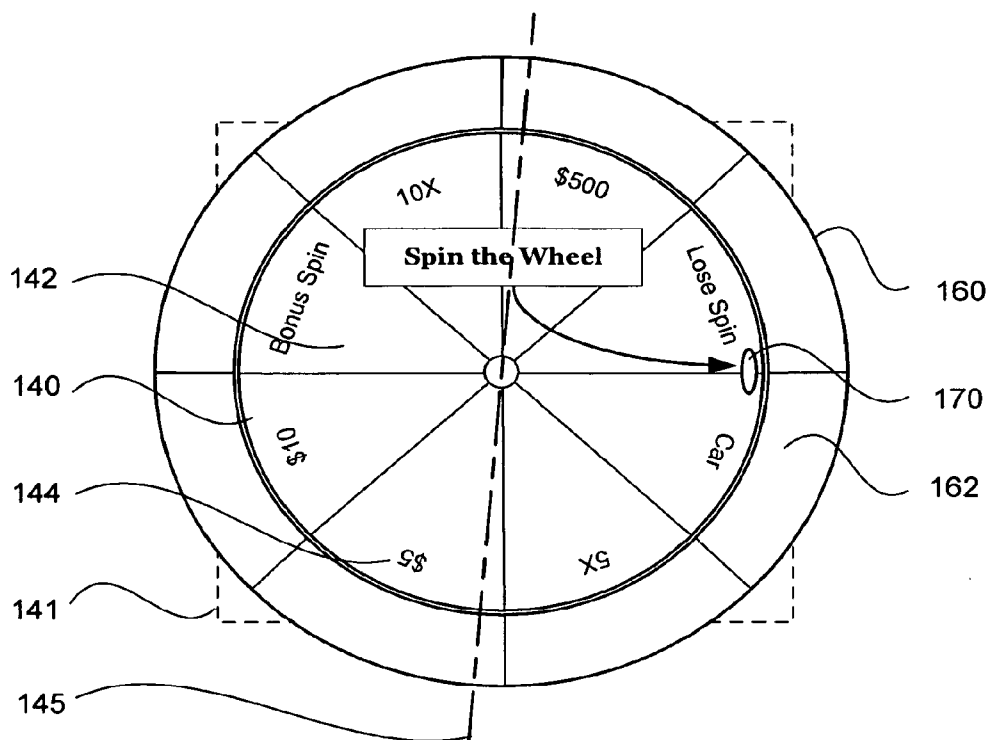 10X
$500
Spin the Wheel
Bonus Spin
Lose Spin
142
160
140
170
$10
Car
144
162
$5
5X
141
145